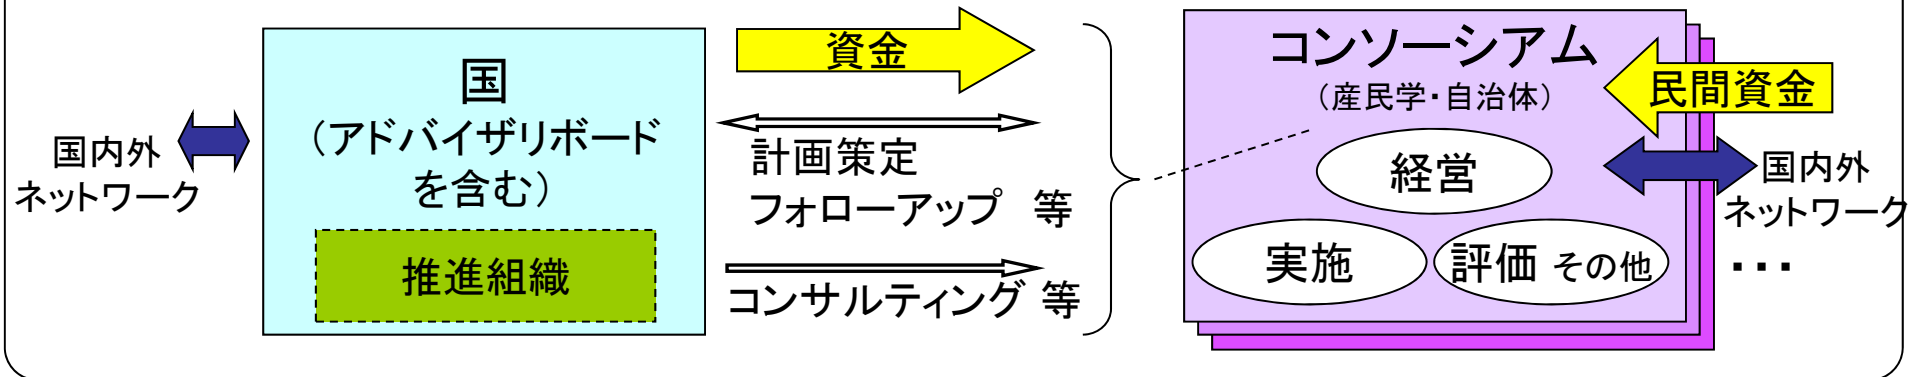 国内外
ネットワーク
国
（アドバイザリボード
を含む）
推進組織
資金
計画策定
フォローアップ　等
コンサルティング 等
コンソーシアム
（産民学・自治体）
経営
実施
評価 その他
民間資金
国内外
ネットワーク
・・・